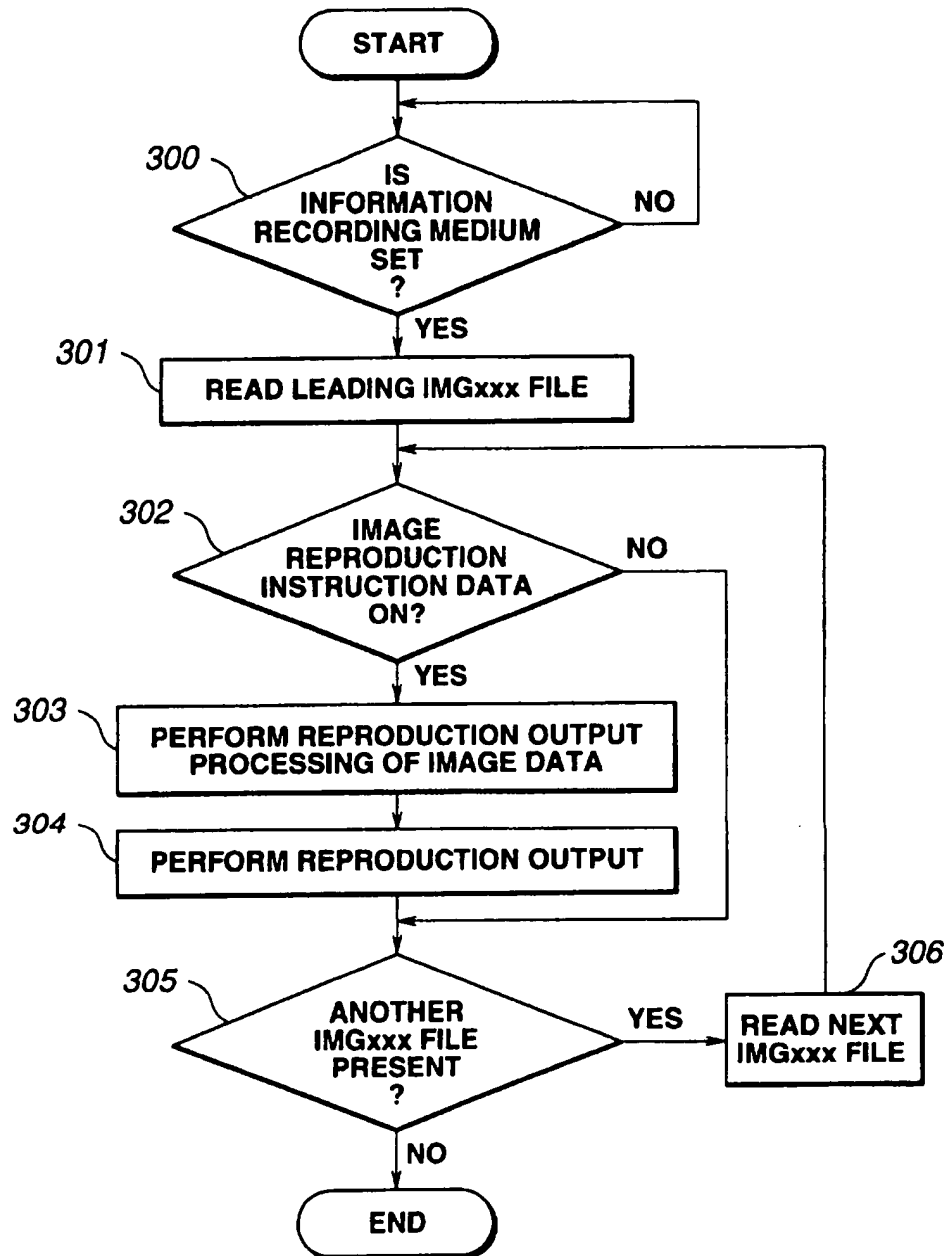 START
300
IS
INFORMATION
RECORDING MEDIUM
SET
?
NO
YES
301
READ LEADING IMGxxx FILE
302
IMAGE
REPRODUCTION
INSTRUCTION DATA
ON?
NO
YES
303
PERFORM REPRODUCTION OUTPUT
PROCESSING OF IMAGE DATA
304
PERFORM REPRODUCTION OUTPUT
305
ANOTHER
IMGxxx FILE
PRESENT
?
YES
306
READ NEXT
IMGxxx FILE
NO
END